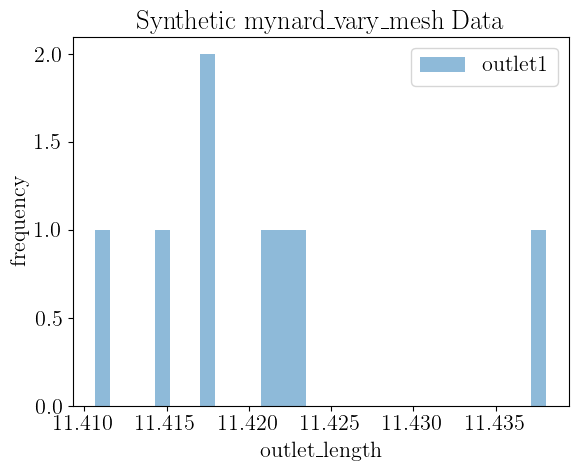 Synthetic mynard_vary_mesh Data
outlet1
2.0
1.5
1.0
0.5
0.0
frequency
11.410 11.415 11.420 11.425 11.430 11.435
outlet_length